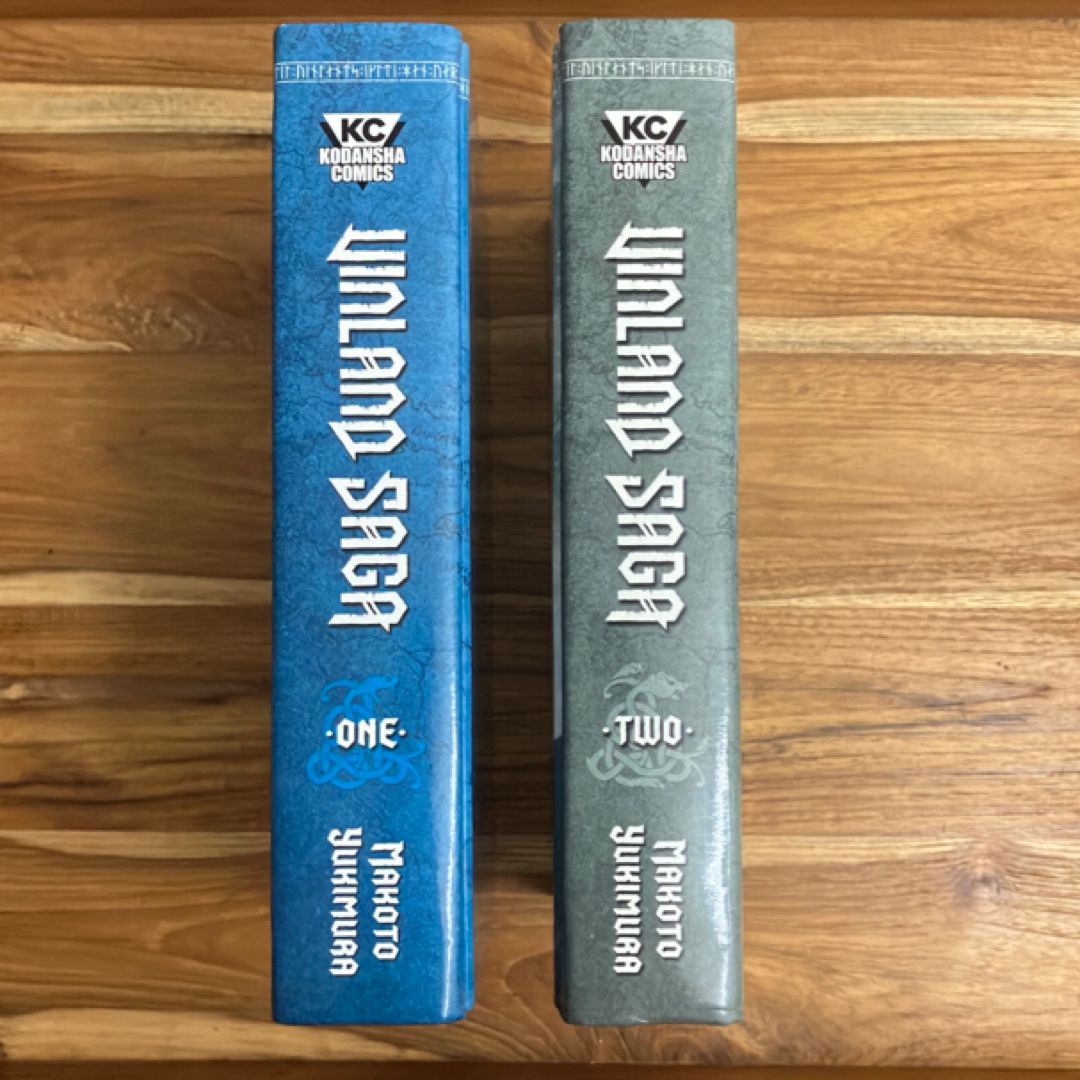 KC
KODANSHA
COMICS
VINLAND SAGA
·ONE·
MAKOTO
YUKIMURA
KC
KODANSHA
COMICS
VINLAND SAGA
·TWO·
MAKOTO
YUKIMURA